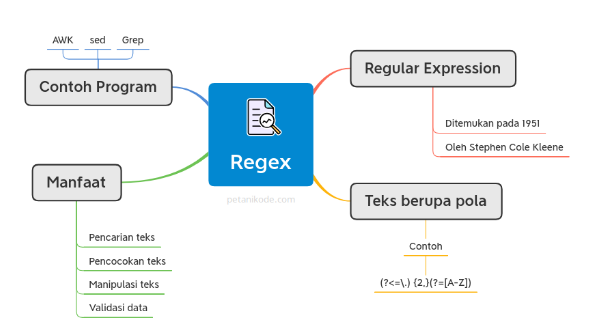 AWK sed Grep
Contoh Program
Regular Expression
Ditemukan pada 1951
Oleh Stephen Cole Kleene
Regex
petanikode.com
Manfaat
Pencarian teks
Pencocokan teks
Manipulasi teks
Validasi data
Teks berupa pola
Contoh
(?<=\.) {2,}(?=[A-Z])